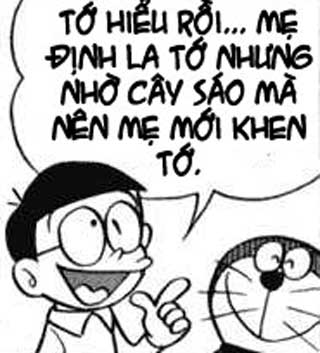 TỚ HIỂU RỒI... MẸ
ĐỊNH LA TỚ NHƯNG
NHỜ CÂY SÁO MÀ
NÊN MẸ MỚI KHEN
TỚ.